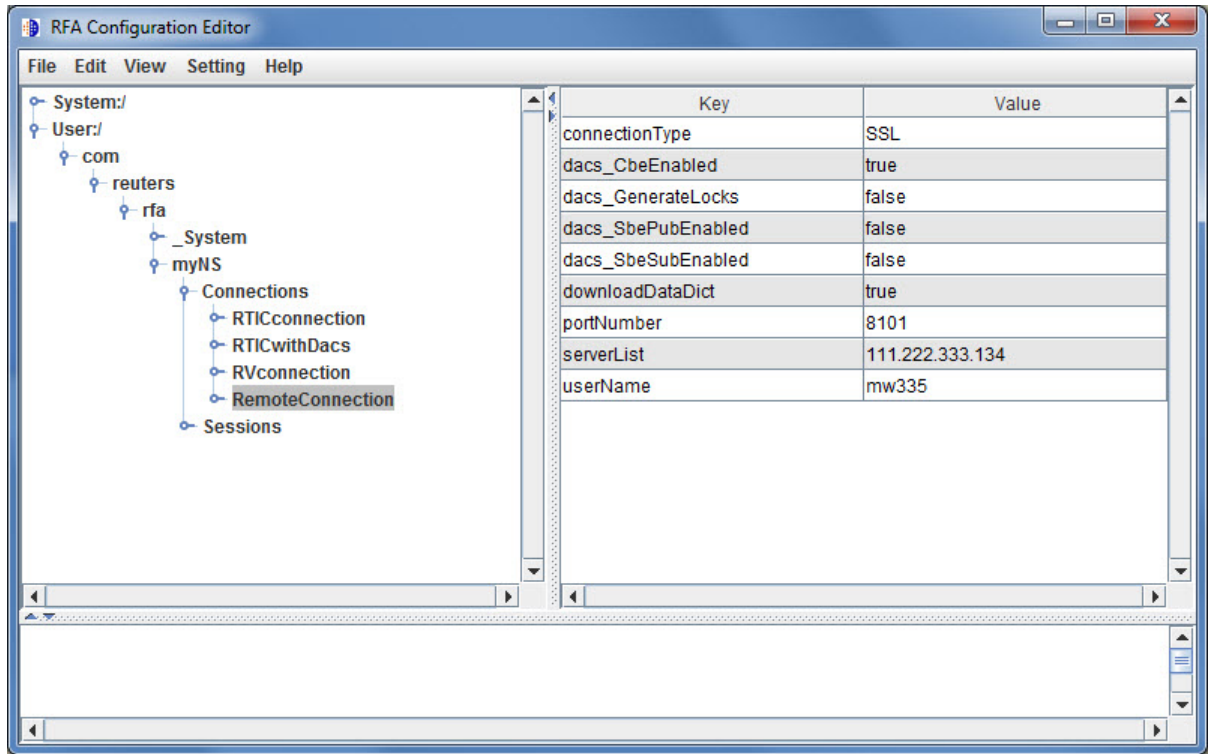 RFA Configuration Editor
File Edit View Setting Help
System:/
User:/
com
reuters
rfa
_System
myNS
Connections
RTICconnection
RTICwithDacs
RVconnection
RemoteConnection
Sessions
Key Value
connectionType SSL
dacs_CbeEnabled true
dacs_GenerateLocks false
dacs_SbePubEnabled false
dacs_SbeSubEnabled false
downloadDataDict true
portNumber 8101
serverList 111.222.333.134
userName mw335